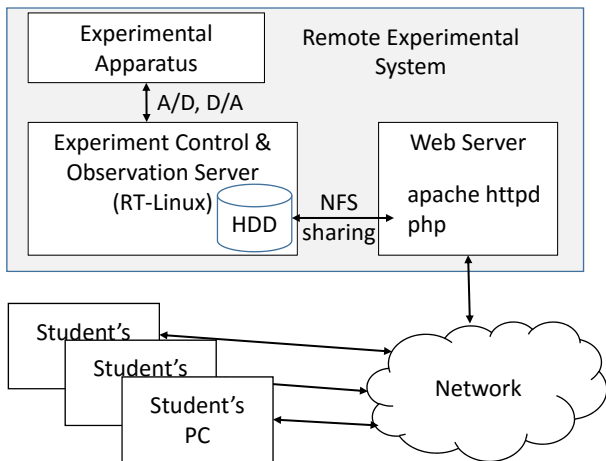 Experimental
Apparatus
Remote Experimental
System
A/D, D/A
Experiment Control &
Observation Server
(RT-Linux)
HDD
NFS
sharing
Web Server
apache httpd
php
Student's
Student's
Student's
PC
Network